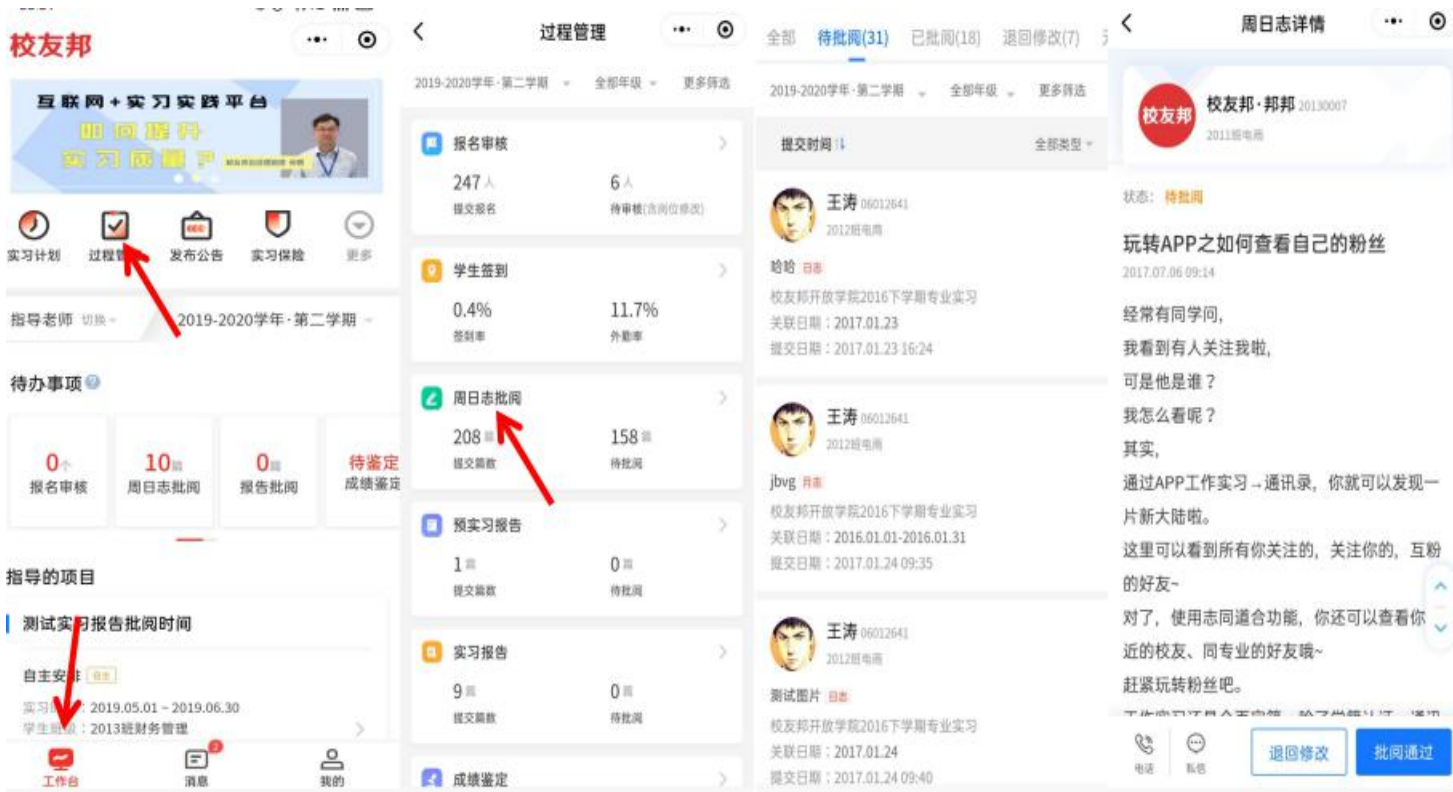 校友邦
互联网+实习实践平台
如何提升
实习质量?
实习计划
过程管
发布公告
实习保险
更多
指导老师 切换
2019-2020学年·第二学期
待办事项
0个
报名审核
10篇
周日志批阅
0篇
报告批阅
待鉴定
成绩鉴定
指导的项目
测试实习报告批阅时间
自主安排 自主
实习时间:2019.05.01 ~ 2019.06.30
学生班级:2013班财务管理
工作台
3
消息
我的
过程管理
2019-2020学年·第二学期
全部年级
更多筛选
报名审核
247人
6人
提交报名
待审核(含岗位修改)
学生签到
0.4%
11.7%
签到率
外勤率
周日志批阅
208篇
158篇
提交篇数
待批阅
预实习报告
1篇
0篇
提交篇数
待批阅
实习报告
9篇
0篇
提交篇数
待批阅
成绩鉴定
全部 待批阅(31) 已批阅(18) 退回修改(7)
2019-2020学年·第二学期 全部年级 更多筛选
提交时间
全部类型
王涛 06012641
2012班电商
哈哈 日志
校友邦开放学院2016下学期专业实习
关联日期:2017.01.23
提交日期:2017.01.23 16:24
王涛 06012641
2012班电商
jbvg 月志
校友邦开放学院2016下学期专业实习
关联日期:2016.01.01-2016.01.31
提交日期:2017.01.24 09:35
王涛 06012641
2012班电商
测试图片 日志
校友邦开放学院2016下学期专业实习
关联日期:2017.01.24
提交日期:2017.01.24 09:40
周日志详情
校友邦
校友邦·邦邦 20130007
2011班电商
状态: 待批阅
玩转APP之如何查看自己的粉丝
2017.07.06 09:14
经常有同学问,
我看到有人关注我啦,
可是他是谁?
我怎么看呢?
其实,
通过APP工作实习→通讯录,你就可以发现一
片新大陆啦。
这里可以看到所有你关注的,关注你的,互粉
的好友~
对了,使用志同道合功能,你还可以查看你
近的校友、同专业的好友哦~
赶紧玩转粉丝吧。
电话
私信
退回修改
批阅通过